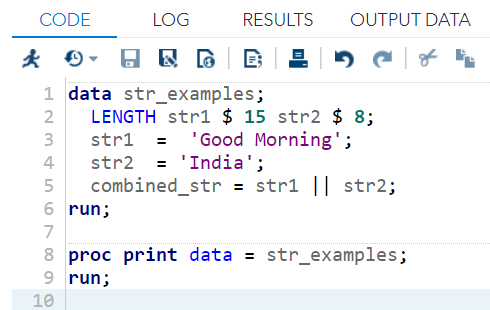 CODE LOG RESULTS OUTPUT DATA
1 data str_examples;
2   LENGTH str1 $ 15 str2 $ 8;
3   str1  =  'Good Morning';
4   str2  = 'India';
5   combined_str = str1 || str2;
6 run;
7
8 proc print data = str_examples;
9 run;
10